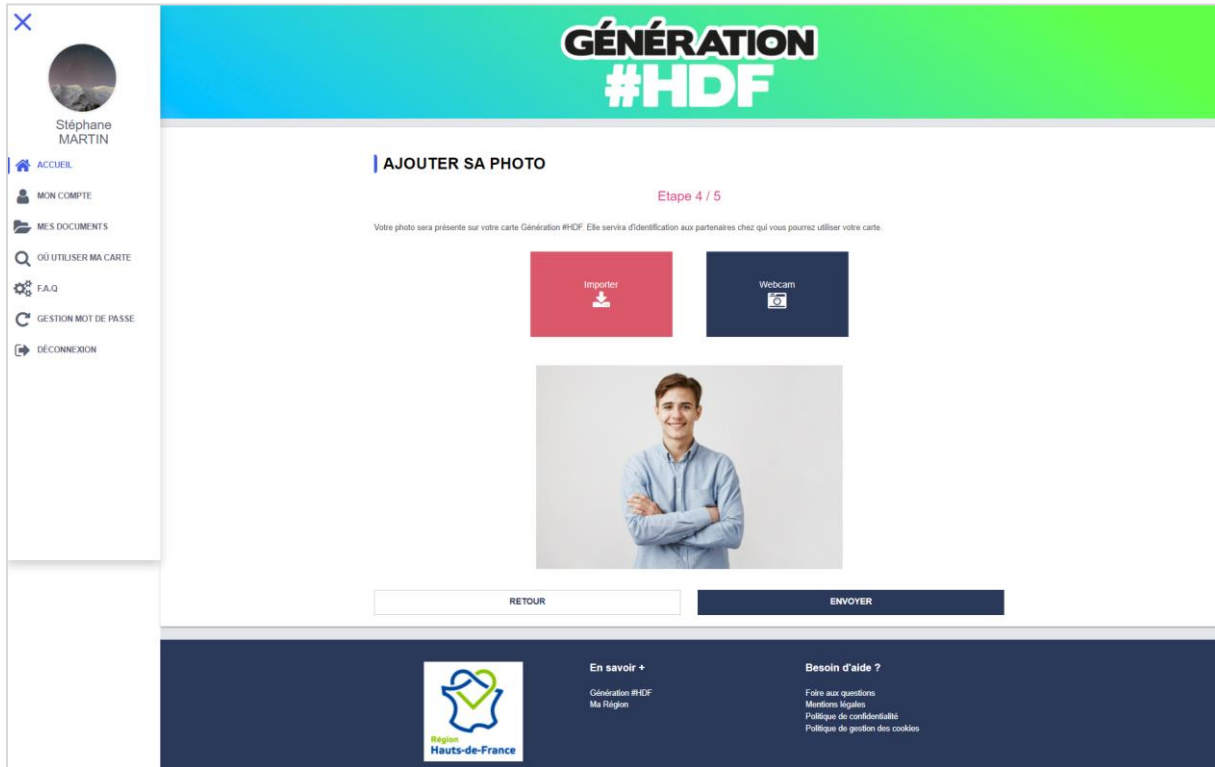 GÉNÉRATION
#HDF
Stéphane
MARTIN
ACCUEIL
MON COMPTE
MES DOCUMENTS
OÙ UTILISER MA CARTE
F.A.Q
GESTION MOT DE PASSE
DÉCONNEXION
AJOUTER SA PHOTO
Etape 4 / 5
Votre photo sera présente sur votre carte Génération #HDF. Elle servira d'identification aux partenaires chez qui vous pourrez utiliser votre carte.
Importer
Webcam
RETOUR
ENVOYER
Région
Hauts-de-France
En savoir +
Génération #HDF
Ma Région
Besoin d'aide ?
Foire aux questions
Mentions légales
Politique de confidentialité
Politique de gestion des cookies